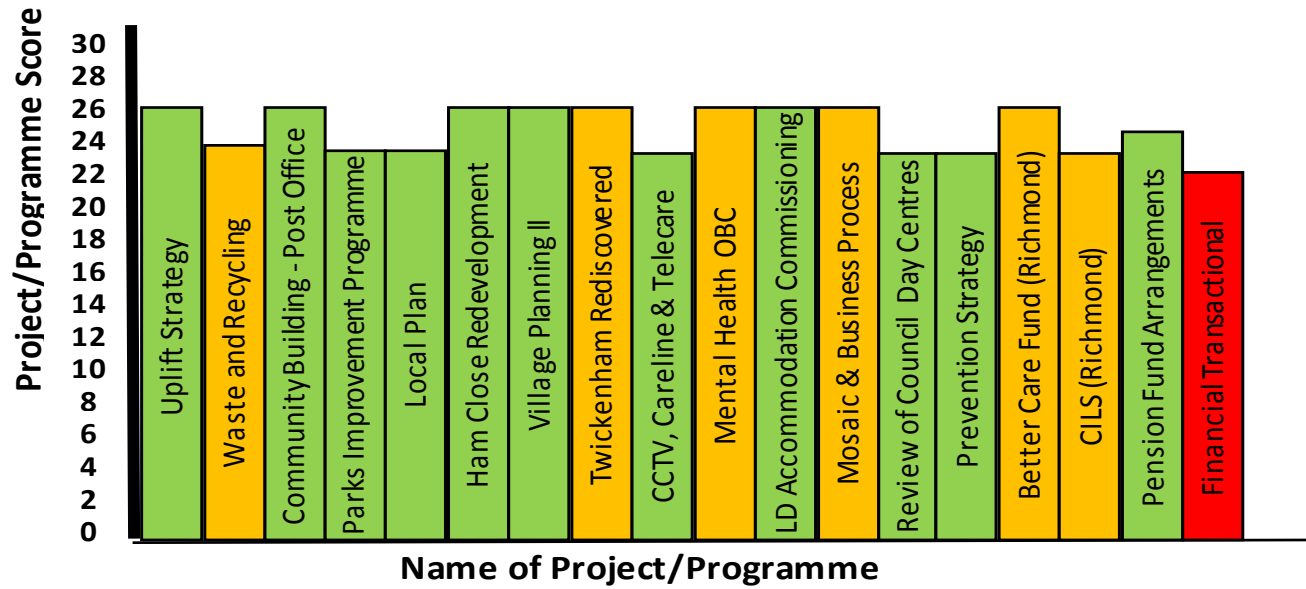 Project/Programme Score
30
28
26
24
22
20
18
16
14
12
10
8
6
4
2
0
Uplift Strategy
Waste and Recycling
Community Building - Post Office
Parks Improvement Programme
Local Plan
Ham Close Redevelopment
Village Planning II
Twickenham Rediscovered
CCTV, Careline & Telecare
Mental Health OBC
LD Accommodation Commissioning
Mosaic & Business Process
Review of Council Day Centres
Prevention Strategy
Better Care Fund (Richmond)
CILS (Richmond)
Pension Fund Arrangements
Financial Transactional
Name of Project/Programme